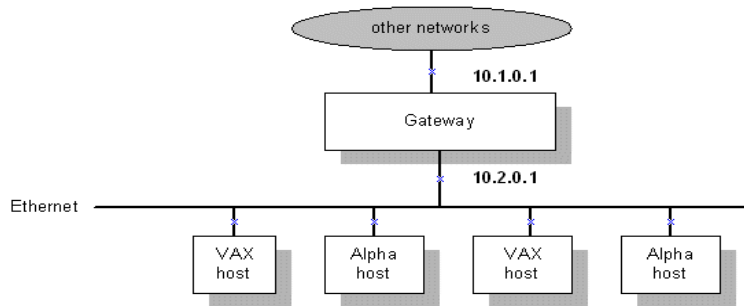 other networks
10.1.0.1
Gateway
10.2.0.1
Ethernet
VAX
host
Alpha
host
VAX
host
Alpha
host